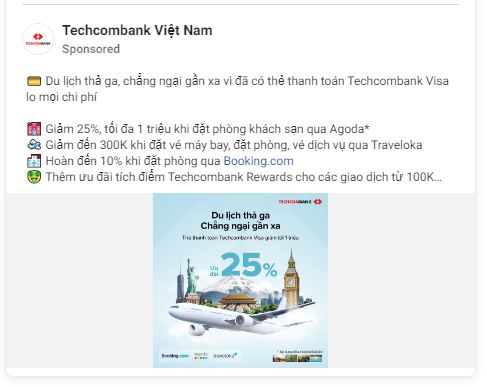 Techcombank Việt Nam
Sponsored
💳 Du lịch thả ga, chẳng ngại gần xa vì đã có thẻ thanh toán Techcombank Visa
lo mọi chi phí
🏨 Giảm 25%, tối đa 1 triệu khi đặt phòng khách sạn qua Agoda*
Giảm đến 300K khi đặt vé máy bay, đặt phòng, vé dịch vụ qua Traveloka
Hoàn đến 10% khi đặt phòng qua Booking.com
🤑 Thêm ưu đãi tích điểm Techcombank Rewards cho các giao dịch từ 100K...
TECHCOMBANK
Du lịch thả ga
Chẳng ngại gần xa
Thẻ thanh toán Techcombank Visa giảm tới 1 triệu
Ưu đãi 25%
Booking.com agoda traveloka